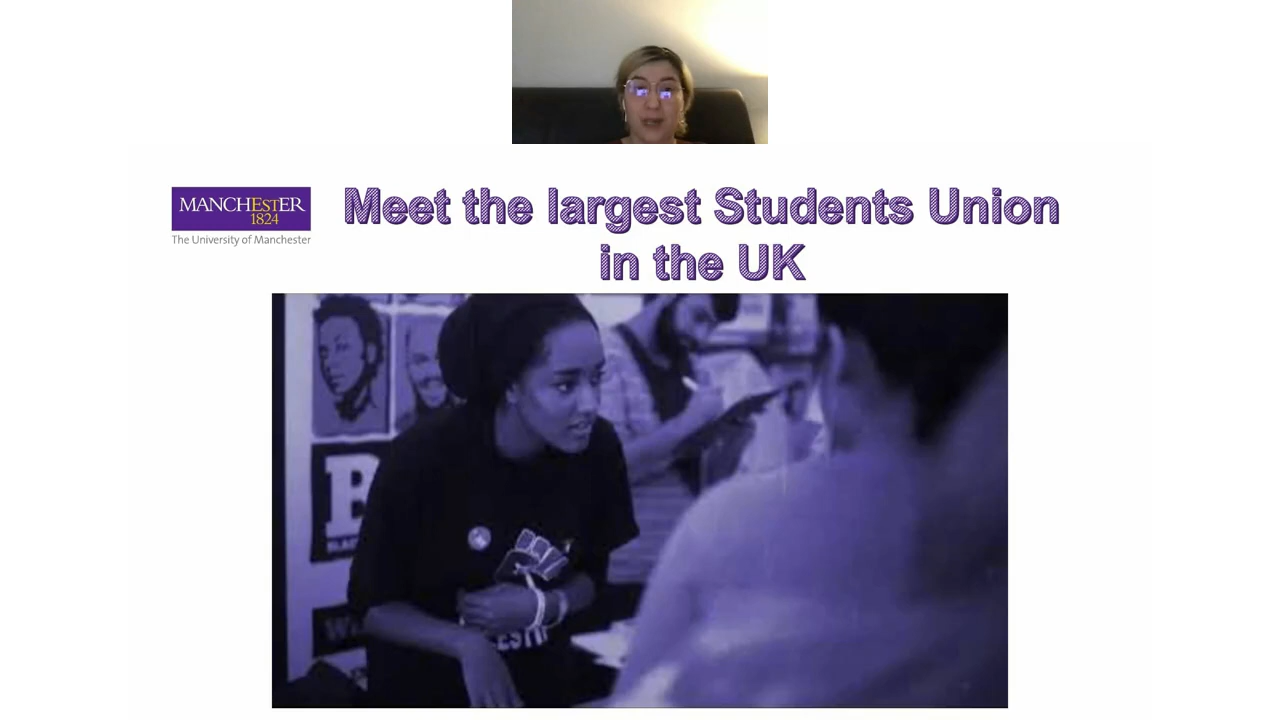 MANCHEStER
1824
The University of Manchester
Meet the largest Students Union
in the UK
B